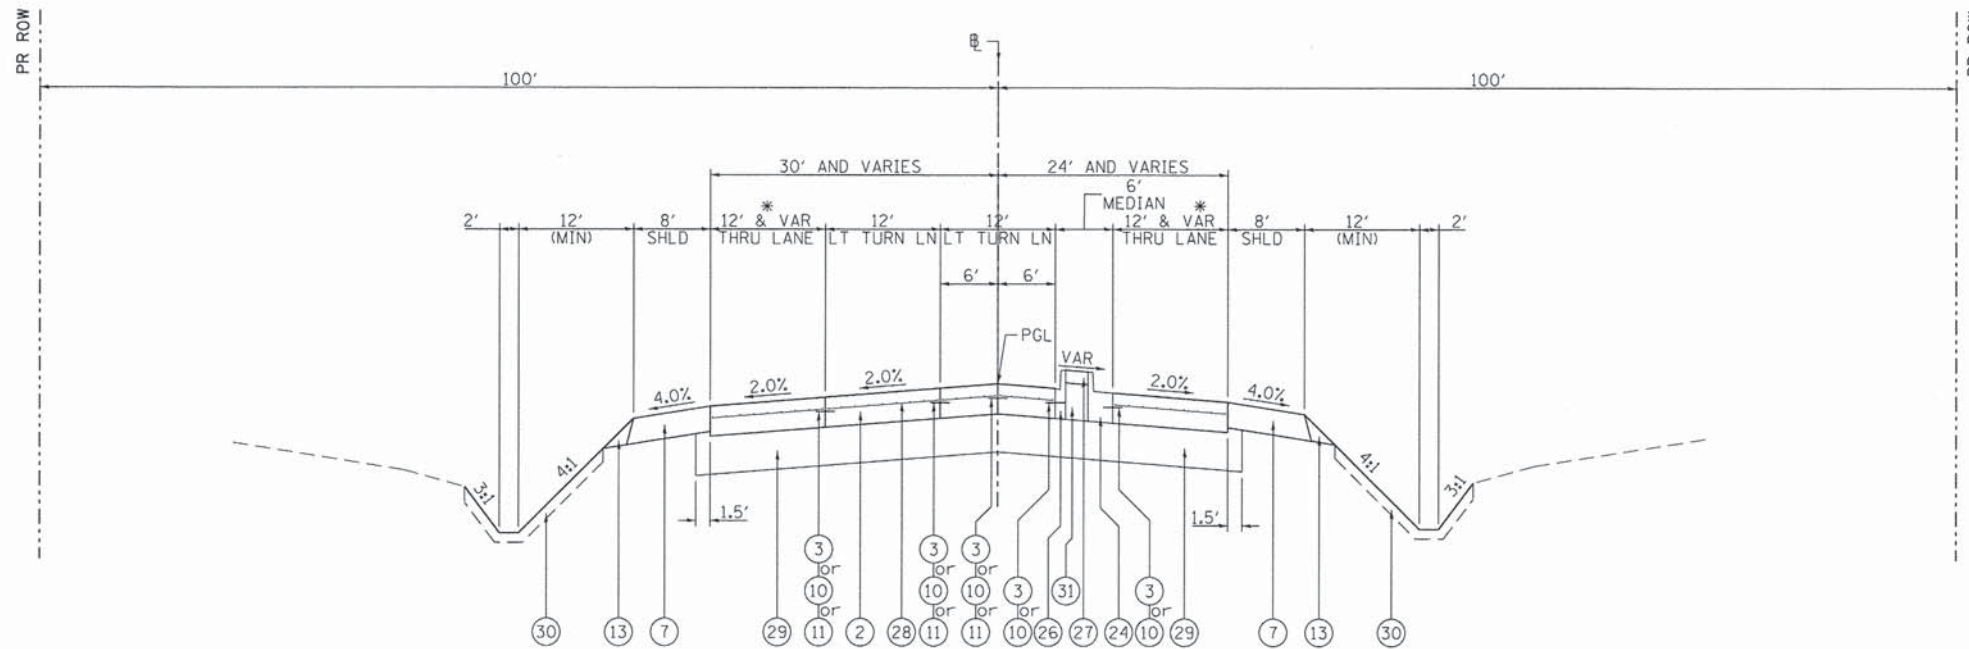 PR ROW
PR ROW
℄
100' 100'
30' AND VARIES 24' AND VARIES
6'
MEDIAN
* *
2' 12' 8' 12' & VAR 12' 12' 12' & VAR 8' 12' 2'
(MIN) SHLD THRU LANE LT TURN LN LT TURN LN THRU LANE SHLD (MIN)
6' 6'
PGL
VAR
4.0% 2.0% 2.0% 2.0% 4.0%
3:1 4:1 4:1 3:1
1.5' 1.5'
3 3 3
or or or
10 10 10 3 31 3
or or or or or
30 13 7 29 11 2 28 11 11 10 26 27 24 10 29 7 13 30